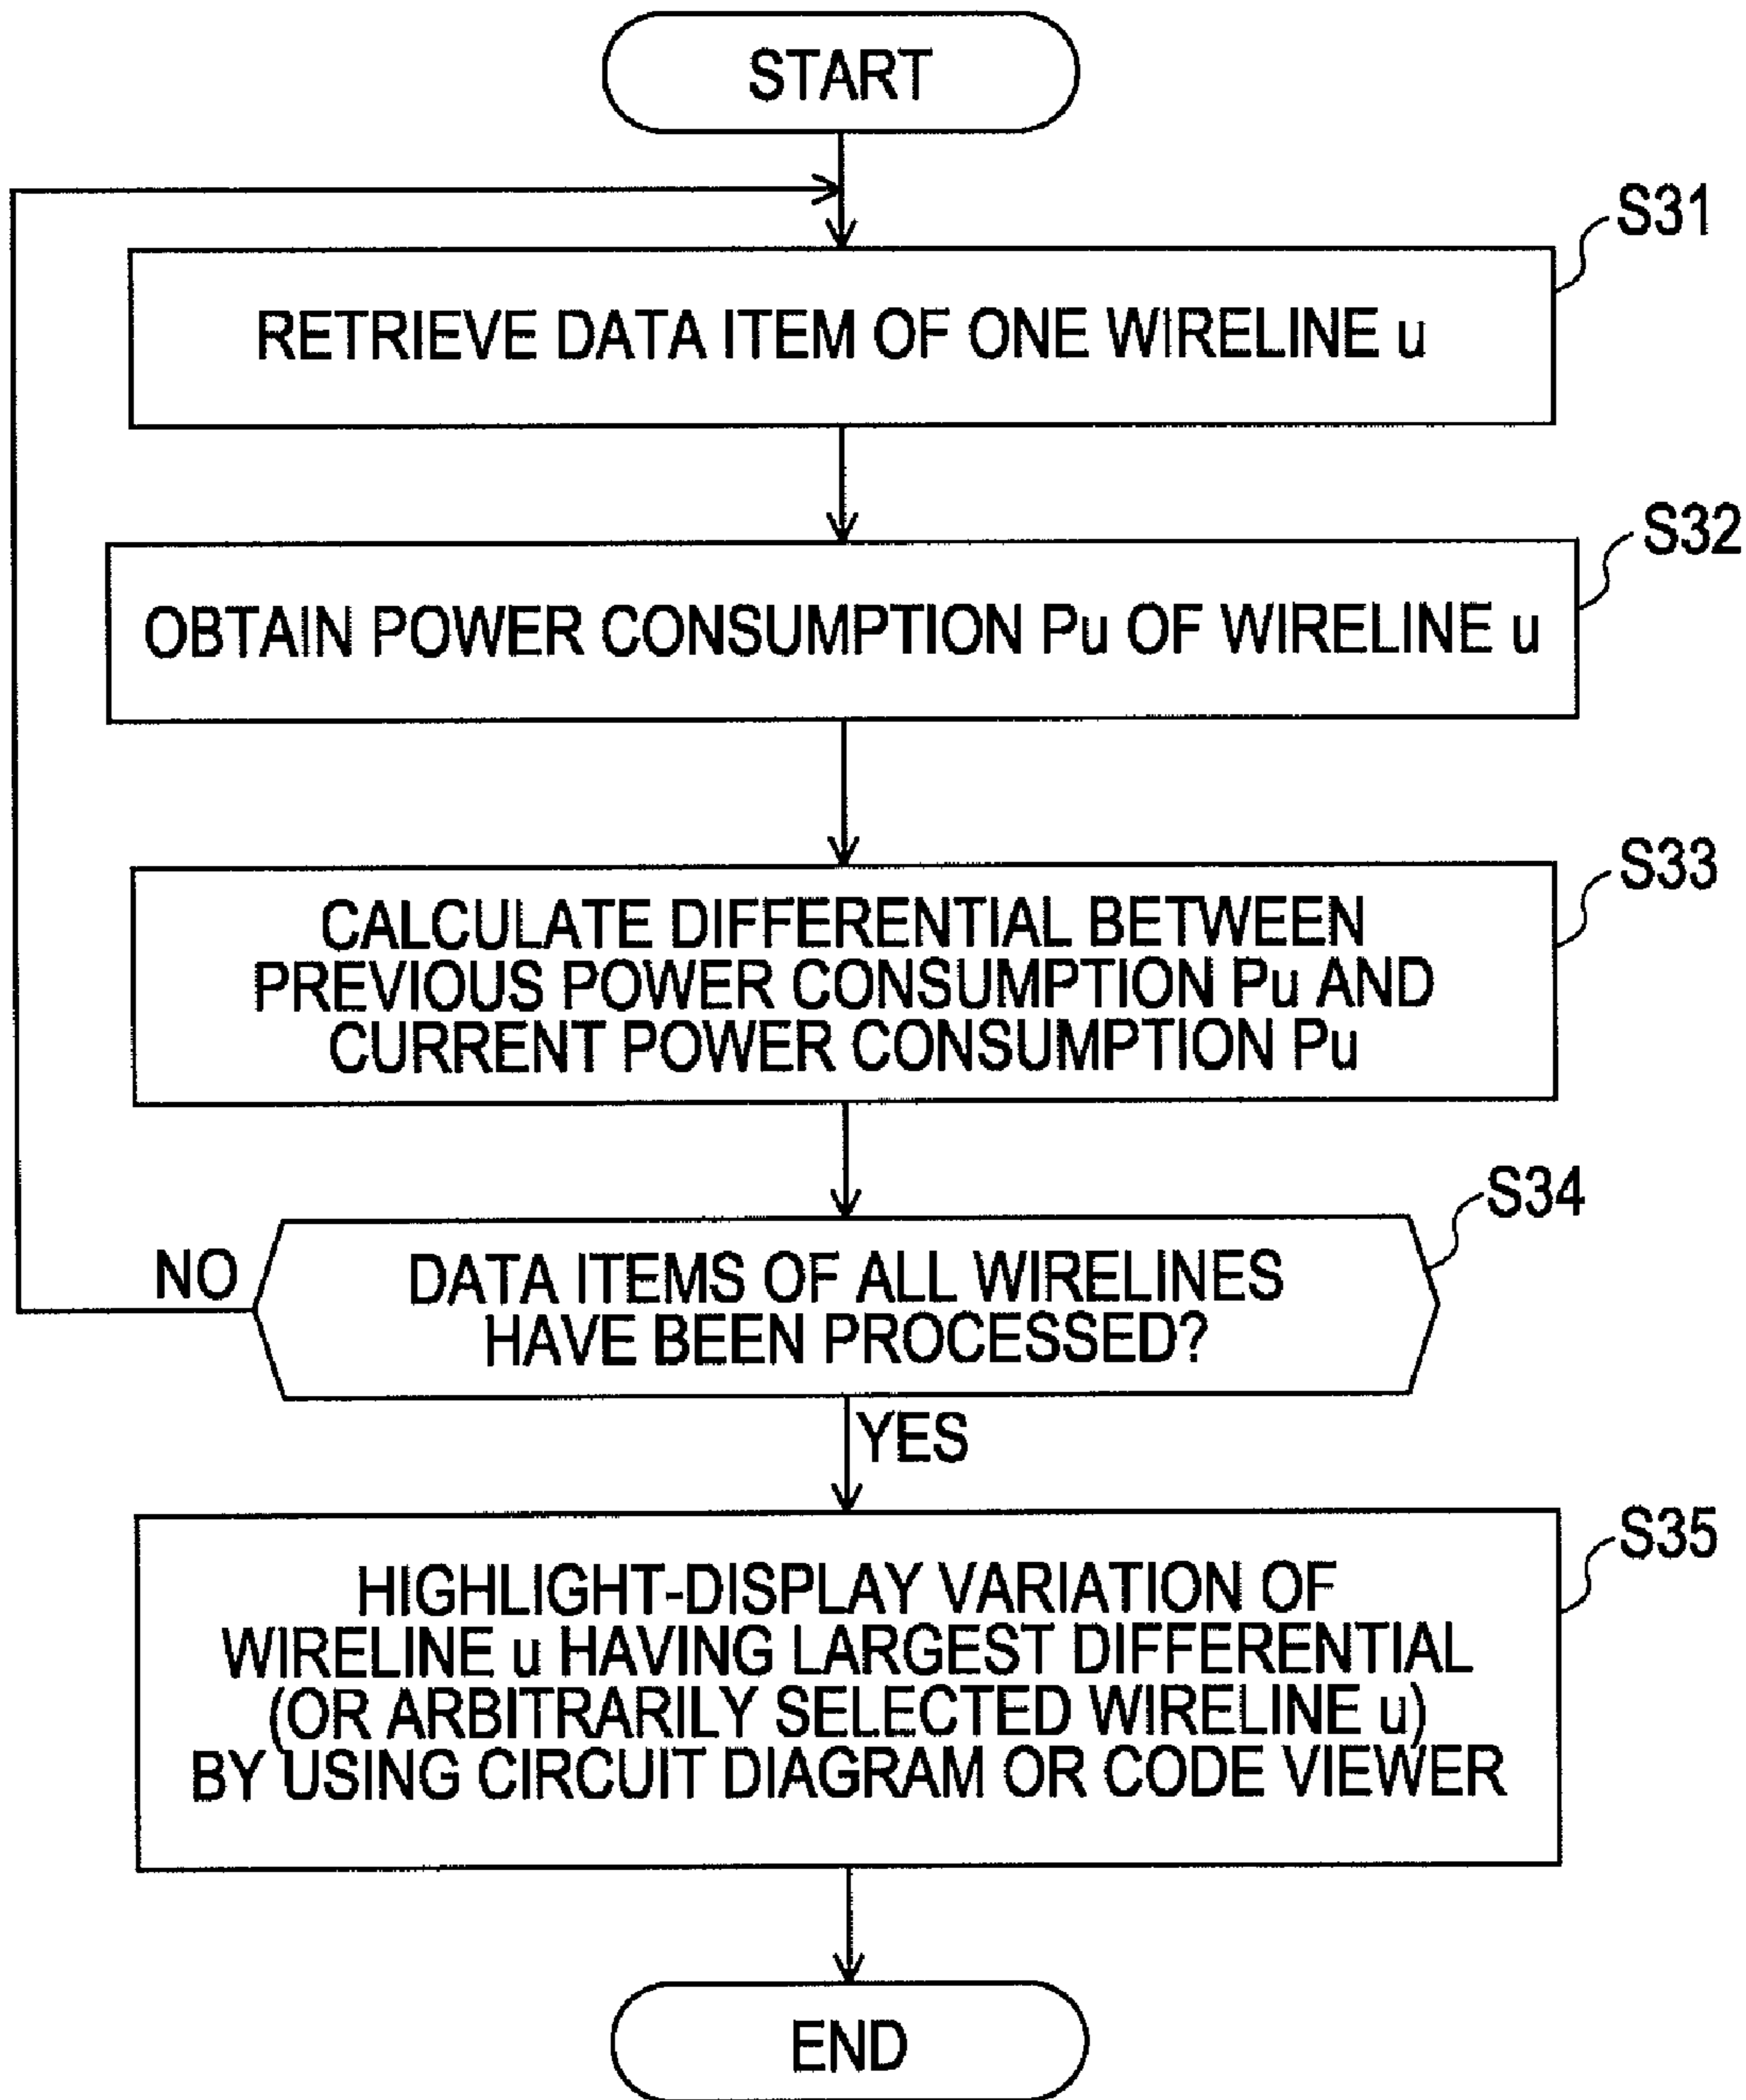 START
S31
RETRIEVE DATA ITEM OF ONE WIRELINE u
S32
OBTAIN POWER CONSUMPTION Pu OF WIRELINE u
S33
CALCULATE DIFFERENTIAL BETWEEN
PREVIOUS POWER CONSUMPTION Pu AND
CURRENT POWER CONSUMPTION Pu
S34
NO
DATA ITEMS OF ALL WIRELINES
HAVE BEEN PROCESSED?
YES
S35
HIGHLIGHT-DISPLAY VARIATION OF
WIRELINE u HAVING LARGEST DIFFERENTIAL
(OR ARBITRARILY SELECTED WIRELINE u)
BY USING CIRCUIT DIAGRAM OR CODE VIEWER
END